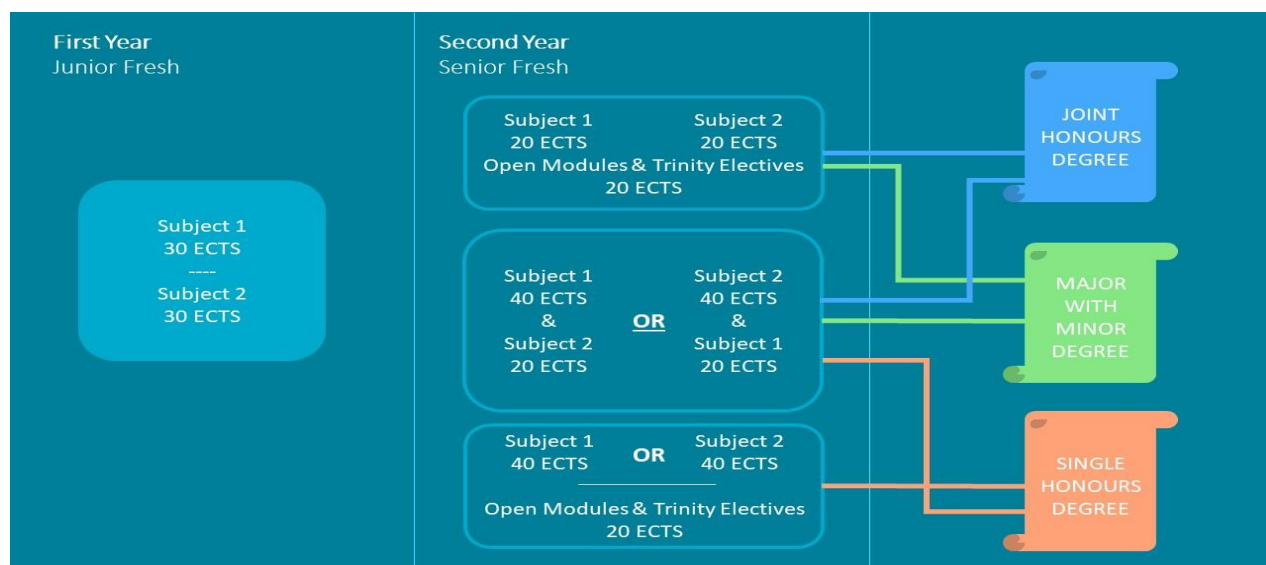 First Year
Junior Fresh
Subject 1
30 ECTS
----
Subject 2
30 ECTS
Second Year
Senior Fresh
Subject 1 Subject 2
20 ECTS 20 ECTS
Open Modules & Trinity Electives
20 ECTS
Subject 1 Subject 2
40 ECTS 40 ECTS
& OR &
Subject 2 Subject 1
20 ECTS 20 ECTS
Subject 1 OR Subject 2
40 ECTS 40 ECTS
Open Modules & Trinity Electives
20 ECTS
JOINT
HONOURS
DEGREE
MAJOR
WITH
MINOR
DEGREE
SINGLE
HONOURS
DEGREE